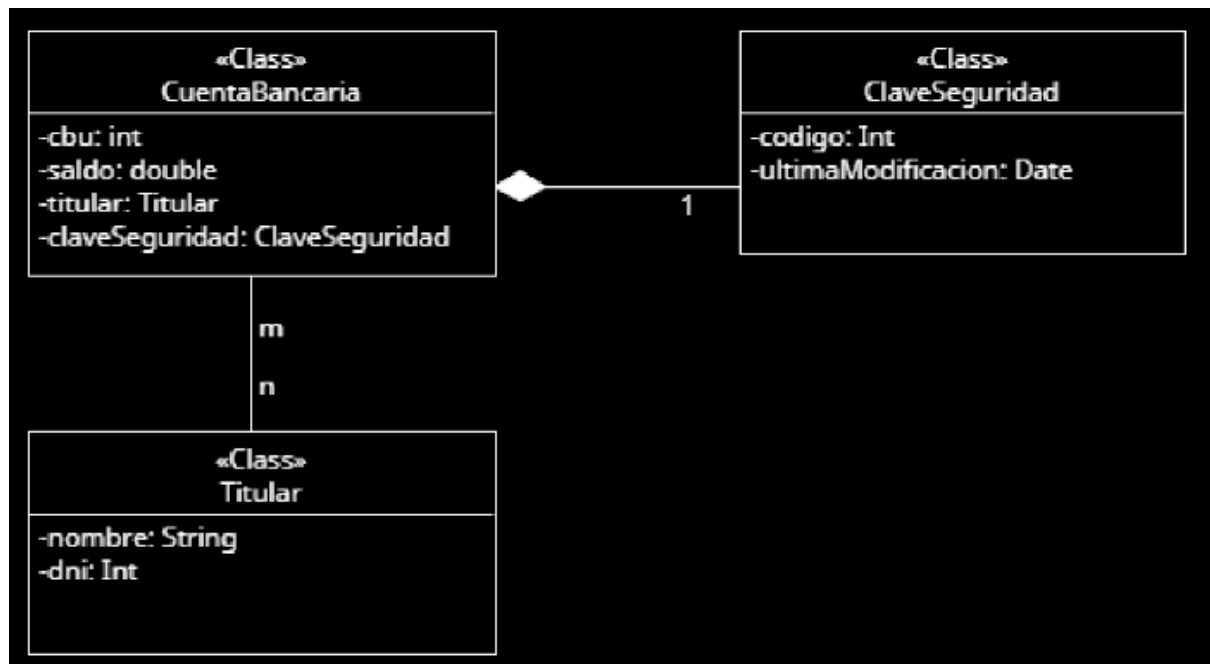 «Class»
CuentaBancaria
-cbu: int
-saldo: double
-titular: Titular
-claveSeguridad: ClaveSeguridad
«Class»
ClaveSeguridad
-codigo: Int
-ultimaModificacion: Date
1
m
n
«Class»
Titular
-nombre: String
-dni: Int